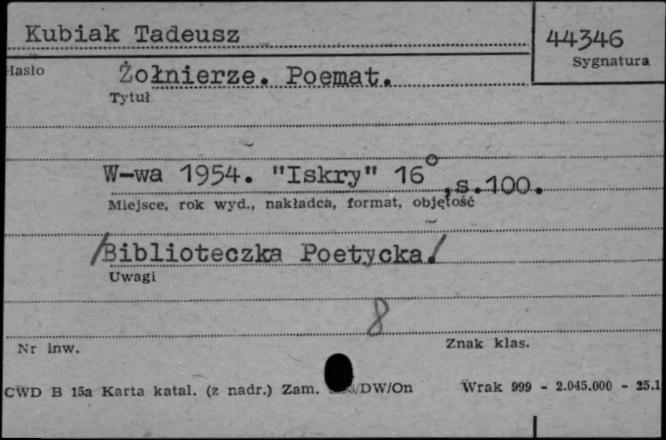 Kubiak Tadeusz
44346
Hasło
Sygnatura
Żołnierze. Poemat.
Tytuł
W-wa 1954. "Iskry" 16°, s.100.
Miejsce, rok wyd., nakładca, format, objętość
/Biblioteczka Poetycka/
Uwagi
8
Nr inw.
Znak klas.
CWD B 15a Karta katal. (z nadr.) Zam. /DW/On Wrak 999 - 2.045.000 - 25.1